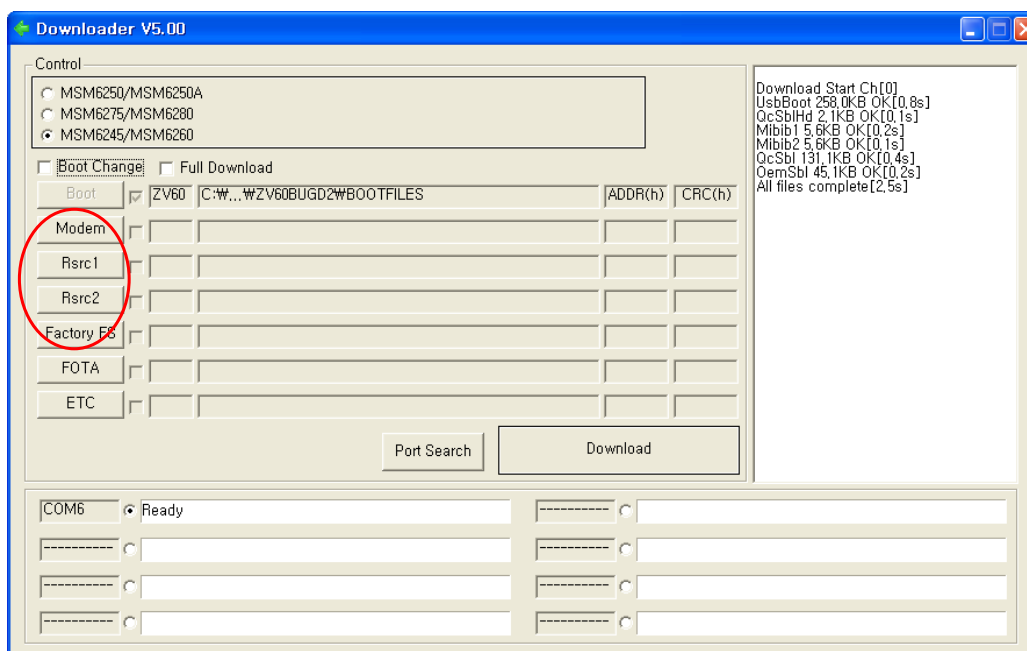 Downloader V5.00
Control
MSM6250/MSM6250A
MSM6275/MSM6280
MSM6245/MSM6260
Boot Change Full Download
Boot ZV60 C:₩...₩ZV60BUGD2₩BOOTFILES ADDR(h) CRC(h)
Modem
Rsrc1
Rsrc2
Factory FS
FOTA
ETC
Port Search Download
Download Start Ch[0]
UsbBoot 258,0KB OK[0,8s]
QcSblHd 2,1KB OK[0,1s]
Mibib1 5,6KB OK[0,2s]
Mibib2 5,6KB OK[0,1s]
QcSbl 131,1KB OK[0,4s]
OemSbl 45,1KB OK[0,2s]
All files complete[2,5s]
COM6 Ready ----------
---------- ----------
---------- ----------
---------- ----------